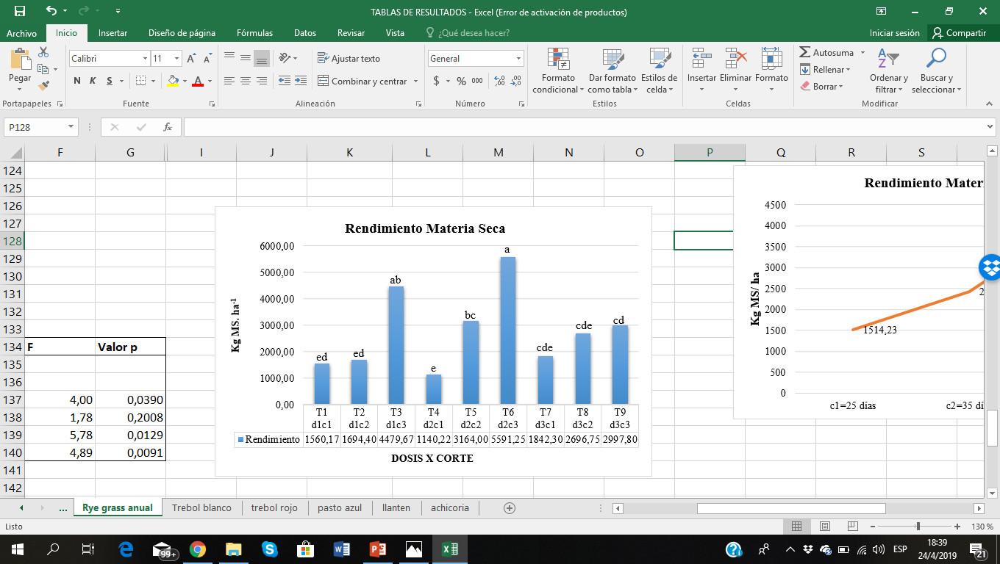 TABLAS DE RESULTADOS - Excel (Error de activación de productos)
Archivo Inicio Insertar Diseño de página Fórmulas Datos Revisar Vista ¿Qué desea hacer? Iniciar sesión Compartir
Pegar
Portapapeles
Calibri 11
N K S
Fuente
Ajustar texto
Combinar y centrar
Alineación
General
$ % 000
Número
Formato condicional
Dar formato como tabla
Estilos de celda
Estilos
Insertar Eliminar Formato
Celdas
Autosuma
Rellenar
Borrar
Ordenar y filtrar
Buscar y seleccionar
Modificar
P128 fx
F G I J K L M N O P Q R S
124
125
126
127
128
129
130
131
132
133
134 F Valor p
135
136
137 4,00 0,0390
138 1,78 0,2008
139 5,78 0,0129
140 4,89 0,0091
141
142
Rendimiento Materia Seca
Kg MS. ha-1
6000,00
5000,00
4000,00
3000,00
2000,00
1000,00
0,00
ed ed ab e bc a cde cde cd
T1 T2 T3 T4 T5 T6 T7 T8 T9
d1c1 d1c2 d1c3 d2c1 d2c2 d2c3 d3c1 d3c2 d3c3
Rendimiento 1560,17 1694,40 4479,67 1140,22 3164,00 5591,25 1842,30 2696,75 2997,80
DOSIS X CORTE
Rendimiento Mater
Kg MS/ ha
4500
4000
3500
3000
2500
2000
1500
1000
500
0
1514,23
2
c1=25 días c2=35 dí
... Rye grass anual Trebol blanco trebol rojo pasto azul llanten achicoria
Listo 130 %
99+
ESP
18:39
24/4/2019
21